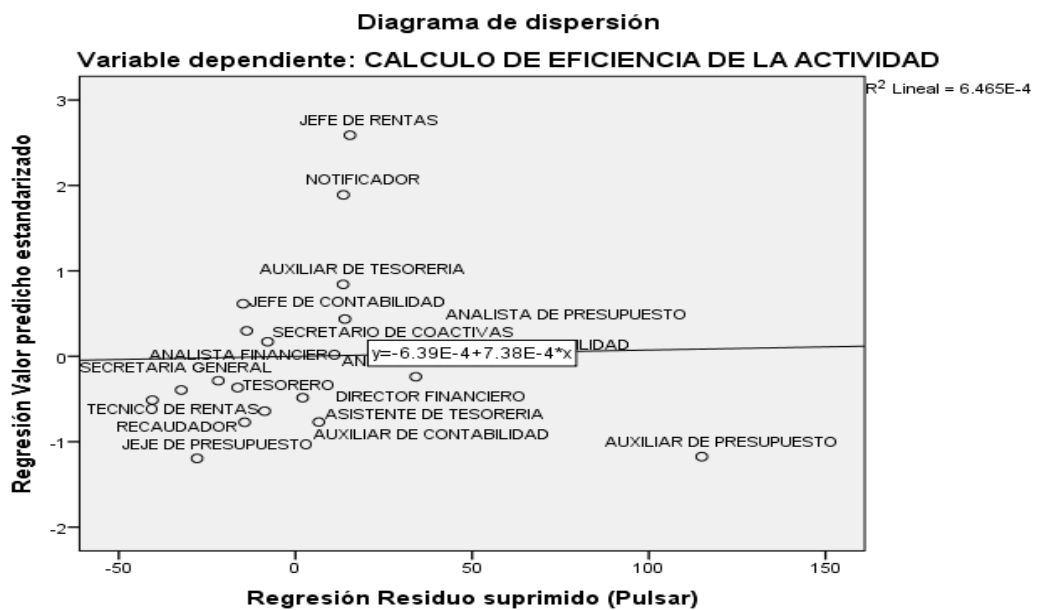 Diagrama de dispersión
Variable dependiente: CALCULO DE EFICIENCIA DE LA ACTIVIDAD
R² Lineal = 6.465E-4
Regresión Valor predicho estandarizado
3
2
1
0
-1
-2
JEFE DE RENTAS
NOTIFICADOR
AUXILIAR DE TESORERIA
JEFE DE CONTABILIDAD
ANALISTA DE PRESUPUESTO
SECRETARIO DE COACTIVAS
y=-6.39E-4+7.38E-4*x
ANALISTA FINANCIERO
SECRETARIA GENERAL
TESORERO
DIRECTOR FINANCIERO
TECNICO DE RENTAS
ASISTENTE DE TESORERIA
RECAUDADOR
AUXILIAR DE CONTABILIDAD
JEJE DE PRESUPUESTO
AUXILIAR DE PRESUPUESTO
-50
0
50
100
150
Regresión Residuo suprimido (Pulsar)